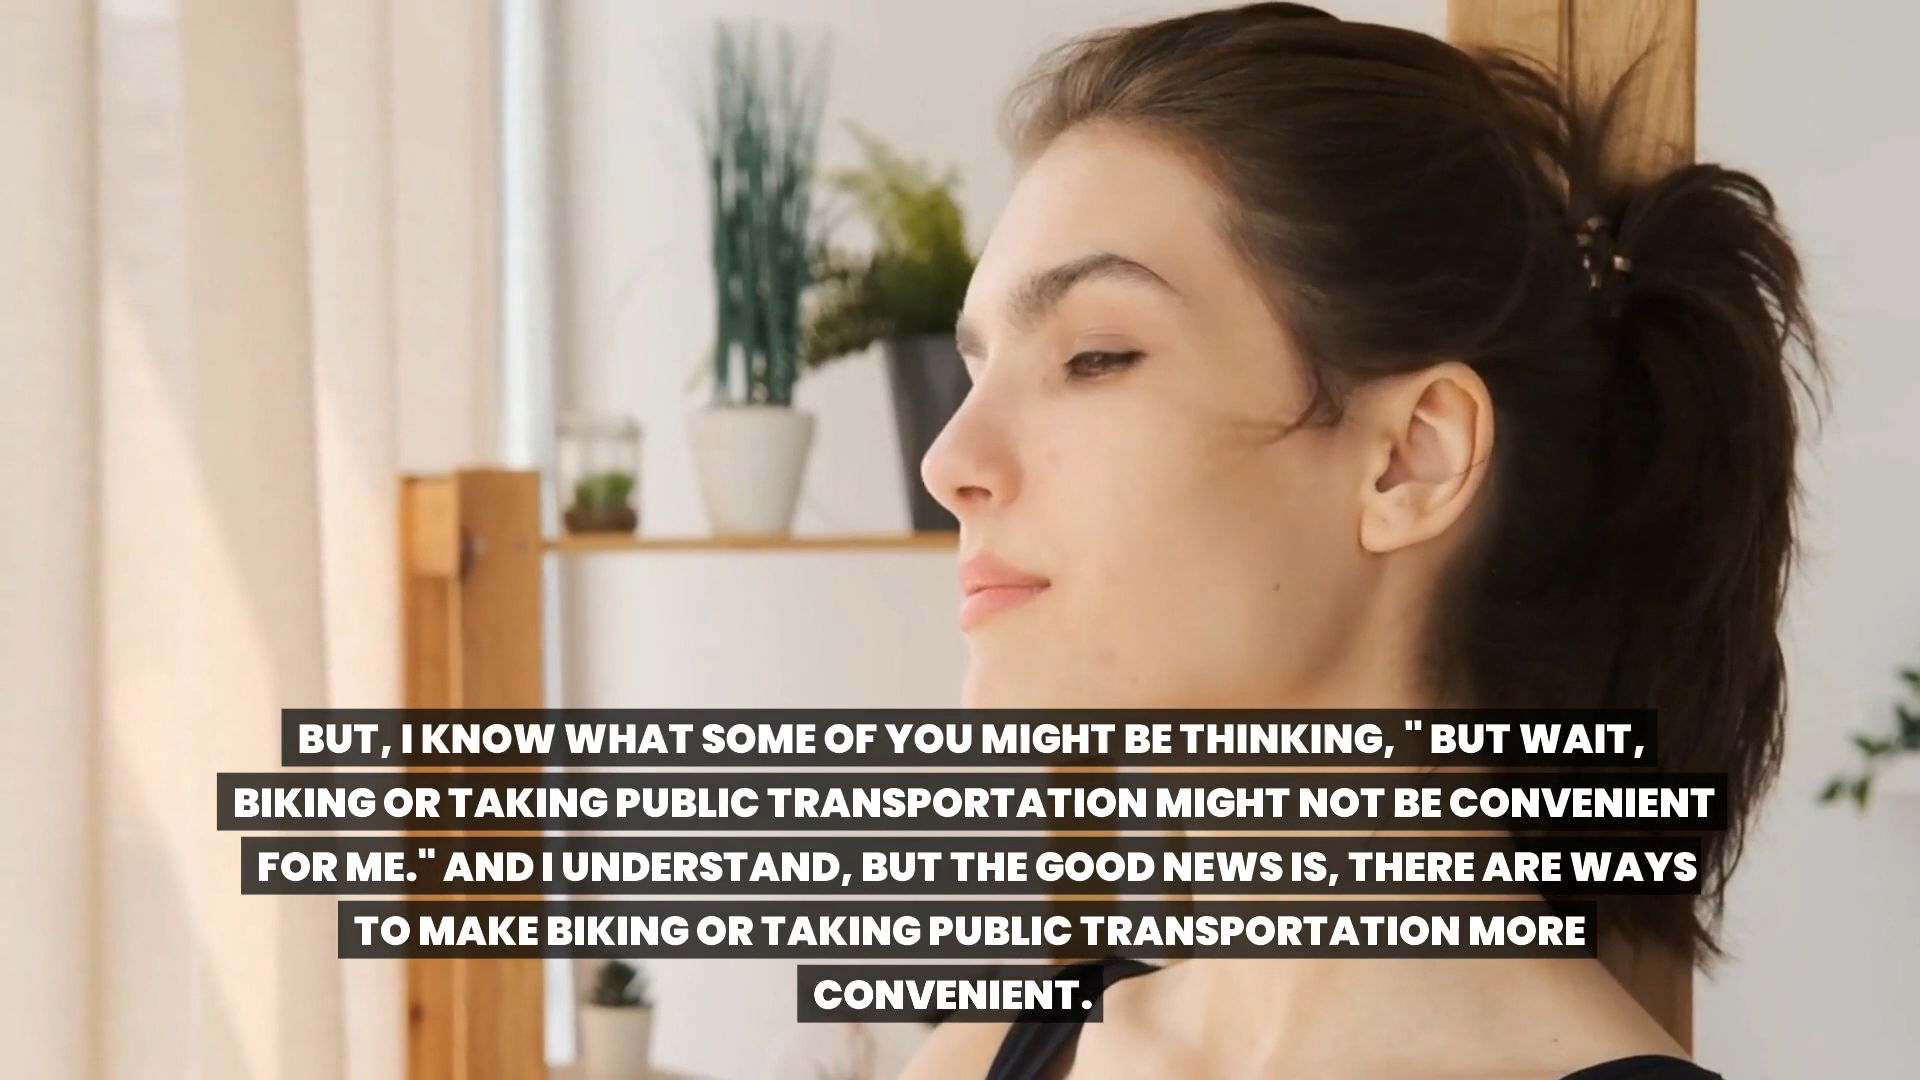 BUT, I KNOW WHAT SOME OF YOU MIGHT BE THINKING, " BUT WAIT,
BIKING OR TAKING PUBLIC TRANSPORTATION MIGHT NOT BE CONVENIENT
FOR ME." AND I UNDERSTAND, BUT THE GOOD NEWS IS, THERE ARE WAYS
TO MAKE BIKING OR TAKING PUBLIC TRANSPORTATION MORE
CONVENIENT.